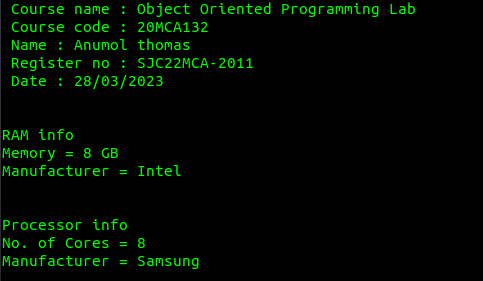 Course name : Object Oriented Programming Lab
Course code : 20MCA132
Name : Anumol thomas
Register no : SJC22MCA-2011
Date : 28/03/2023
RAM info
Memory = 8 GB
Manufacturer = Intel
Processor info
No. of Cores = 8
Manufacturer = Samsung